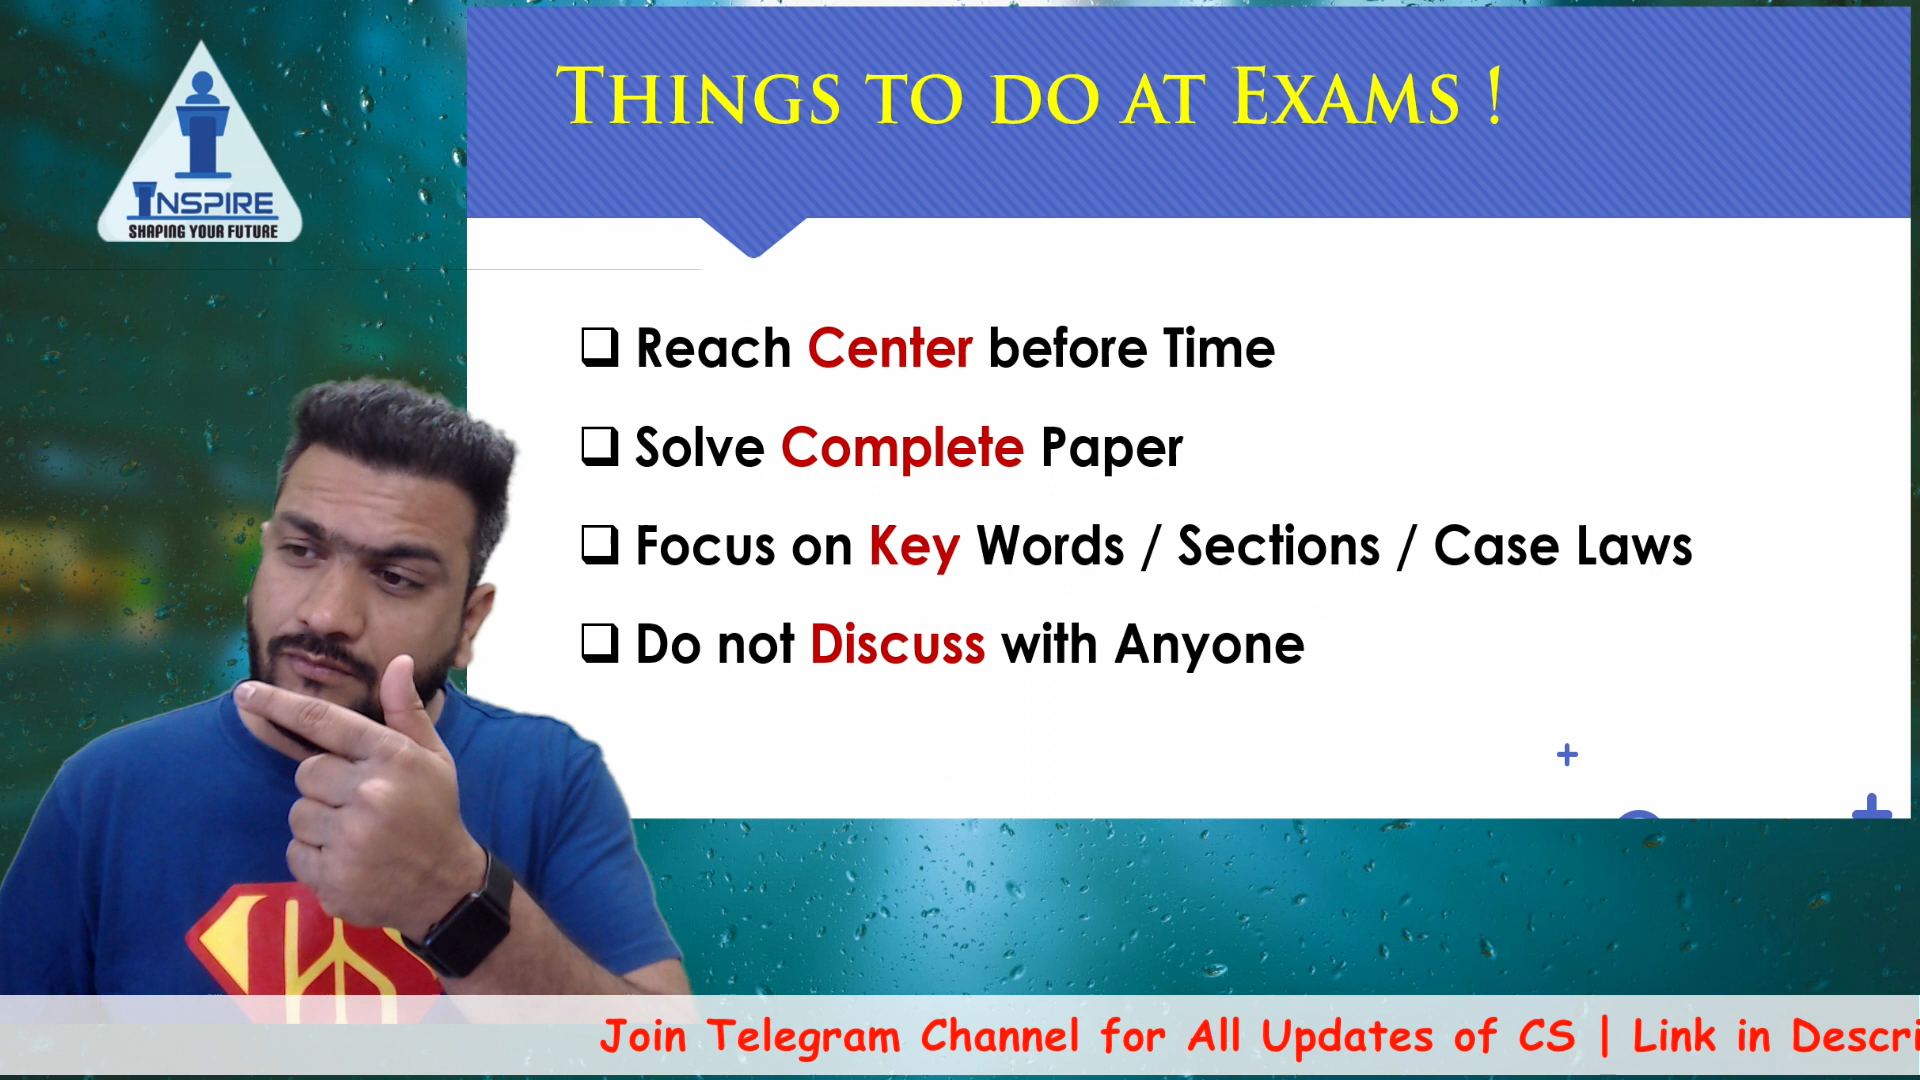 THINGS TO DO AT EXAMS !
INSPIRE
SHAPING YOUR FUTURE
Reach Center before Time
Solve Complete Paper
Focus on Key Words / Sections / Case Laws
Do not Discuss with Anyone
Join Telegram Channel for All Updates of CS | Link in Descri